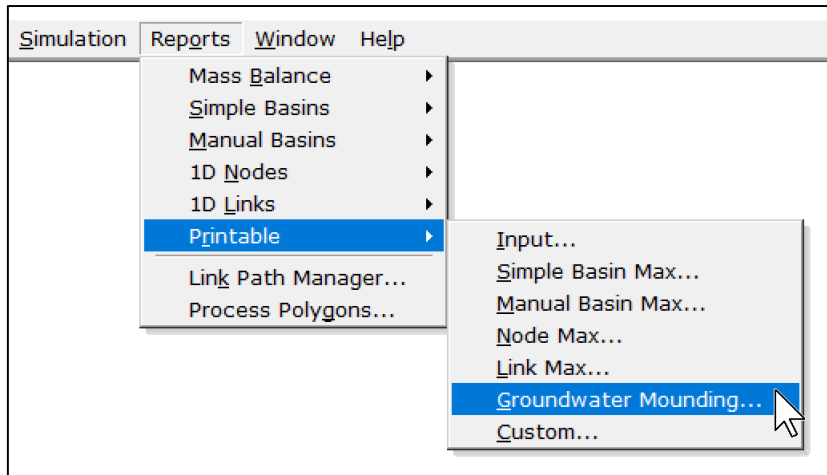 Simulation Reports Window Help
Mass Balance
Simple Basins
Manual Basins
1D Nodes
1D Links
Printable
Link Path Manager...
Process Polygons...
Input...
Simple Basin Max...
Manual Basin Max...
Node Max...
Link Max...
Groundwater Mounding...
Custom...